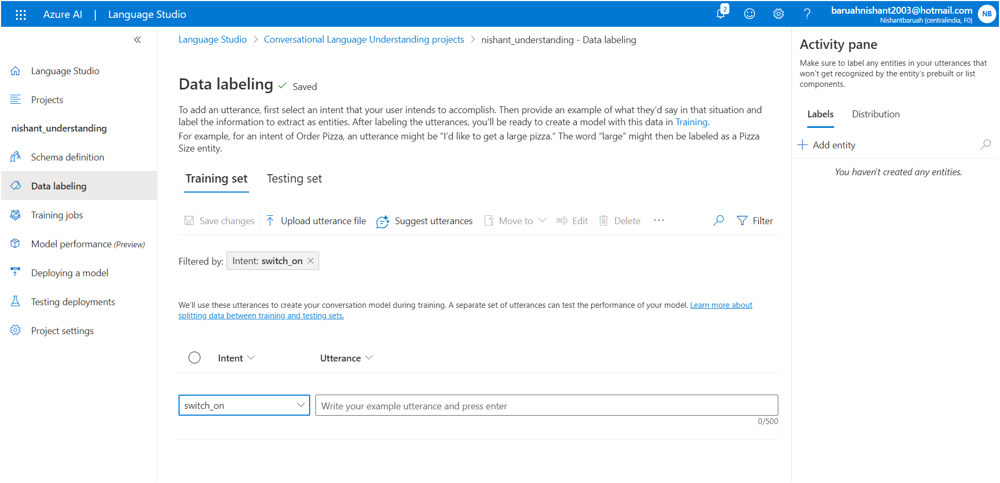 Azure AI | Language Studio
2
baruahnishant2003@hotmail.com
Nishantbaruah (centralindia, F0)
NB
Language Studio
Projects
nishant_understanding
Schema definition
Data labeling
Training jobs
Model performance (Preview)
Deploying a model
Testing deployments
Project settings
Language Studio > Conversational Language Understanding projects > nishant_understanding - Data labeling
Data labeling Saved
To add an utterance, first select an intent that your user intends to accomplish. Then provide an example of what they’d say in that situation and
label the information to extract as entities. After labeling the utterances, you'll be ready to create a model with this data in Training.
For example, for an intent of Order Pizza, an utterance might be “I’d like to get a large pizza.” The word “large” might then be labeled as a Pizza
Size entity.
Training set Testing set
Save changes Upload utterance file Suggest utterances Move to Edit Delete ··· Filter
Filtered by: Intent: switch_on
We’ll use these utterances to create your conversation model during training. A separate set of utterances can test the performance of your model. Learn more about
splitting data between training and testing sets.
Intent Utterance
switch_on Write your example utterance and press enter
0/500
Activity pane
Make sure to label any entities in your utterances that
won’t get recognized by the entity’s prebuilt or list
components.
Labels Distribution
Add entity
You haven't created any entities.